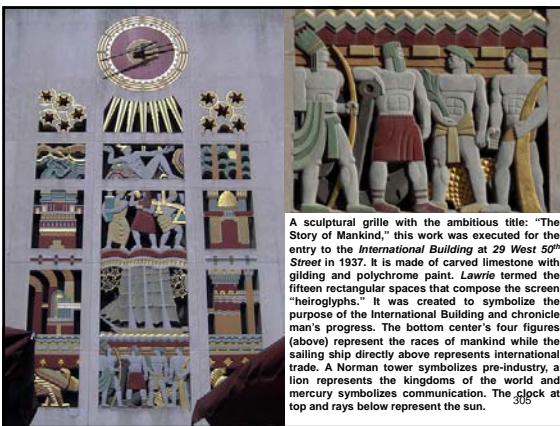 A sculptural grille with the ambitious title: “The
Story of Mankind,” this work was executed for the
entry to the International Building at 29 West 50th
Street in 1937. It is made of carved limestone with
gilding and polychrome paint. Lawrie termed the
fifteen rectangular spaces that compose the screen
“heiroglyphs.” It was created to symbolize the
purpose of the International Building and chronicle
man’s progress. The bottom center’s four figures
(above) represent the races of mankind while the
sailing ship directly above represents international
trade. A Norman tower symbolizes pre-industry, a
lion represents the kingdoms of the world and
mercury symbolizes communication. The clock at
top and rays below represent the sun.
305